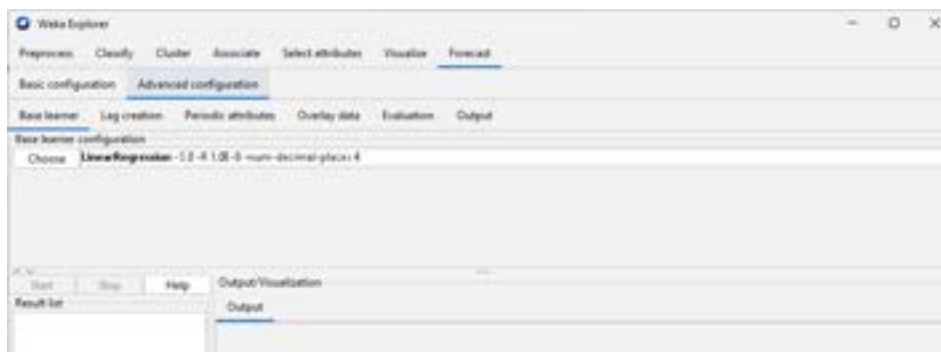 Weka Explorer
Preprocess Classify Cluster Associate Select attributes Visualize Forecast
Basic configuration Advanced configuration
Base learner Lag creation Periodic attributes Overlay data Evaluation Output
Base learner configuration
Choose LinearRegression -S 0 -R 1.0E-8 -num-decimal-places 4
Start Stop Help Output/Visualization
Result list Output